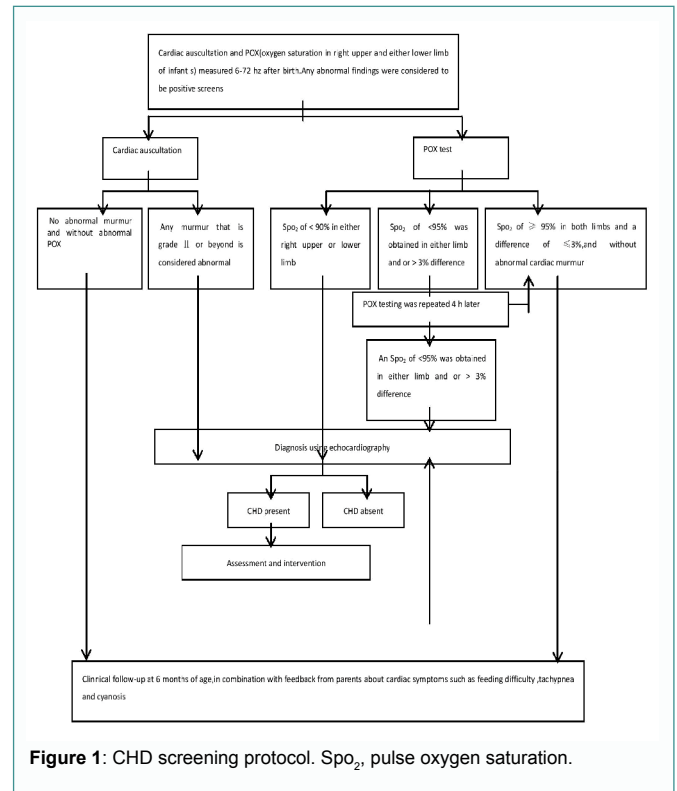 Cardiac auscultation and POX(oxygen saturation in right upper and either lower limb
of infant s) measured 6-72 hz after birth.Any abnormal findings were considered to
be positive screens
Cardiac auscultation
POX test
No abnormal murmur
and without abnormal
POX
Any murmur that is
grade II or beyond is
considered abnormal
Spo₂ of < 90% in either
right upper or lower
limb
Spo₂ of <95% was
obtained in either limb
and or > 3% difference
Spo₂ of ≥ 95% in both limbs and a
difference of ≤3%,and without
abnormal cardiac murmur
POX testing was repeated 4 h later
An Spo₂ of <95% was obtained
in either limb and or > 3%
difference
Diagnosis using echocardiography
CHD present
CHD absent
Assessment and intervention
Clinrical follow-up at 6 months of age,in combination with feedback from parents about cardiac symptoms such as feeding difficulty ,tachypnea
and cyanosis
Figure 1: CHD screening protocol. Spo₂, pulse oxygen saturation.